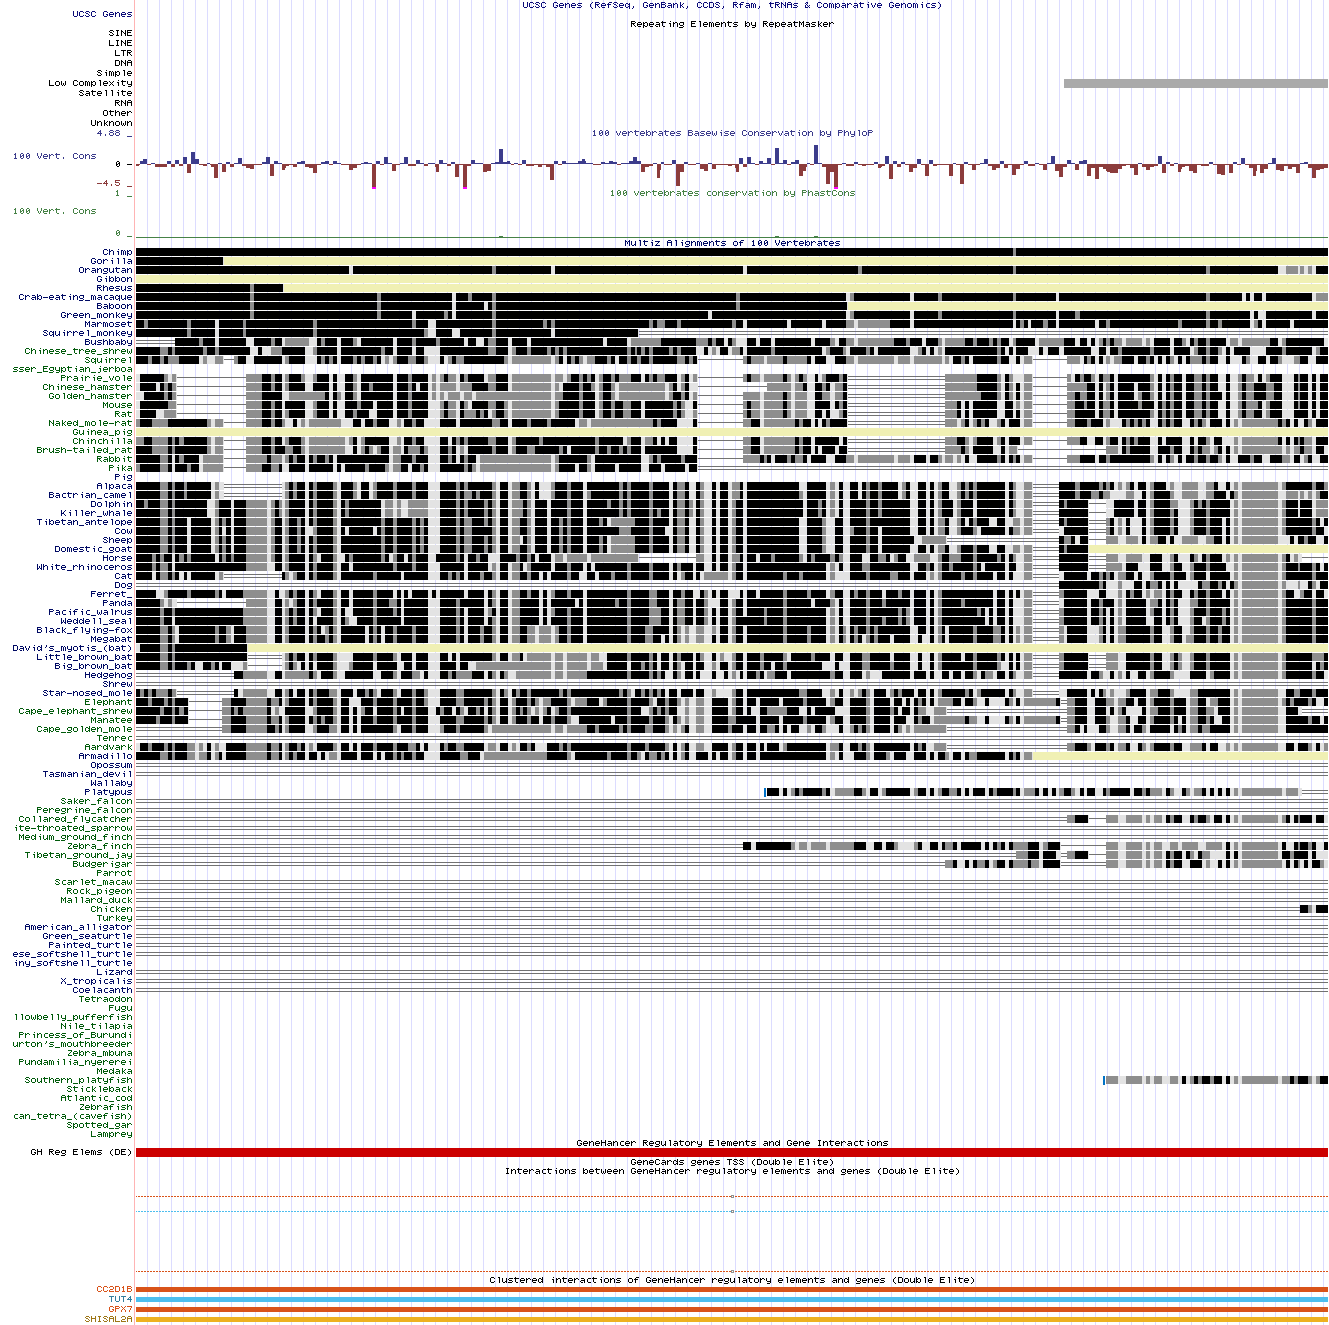 UCSC Genes (RefSeq, GenBank, CCDS, Rfam, tRNAs & Comparative Genomics)
UCSC Genes
Repeating Elements by RepeatMasker
SINE
LINE
LTR
DNA
Simple
Low Complexity
Satellite
RNA
Other
Unknown
4.88 _
100 vertebrates Basewise Conservation by PhyloP
100 Vert. Cons
0 _
-4.5 _
1 _
100 vertebrates conservation by PhastCons
100 Vert. Cons
0 _
Multiz Alignments of 100 Vertebrates
Chimp
Gorilla
Orangutan
Gibbon
Rhesus
Crab-eating_macaque
Baboon
Green_monkey
Marmoset
Squirrel_monkey
Bushbaby
Chinese_tree_shrew
Squirrel
sser_Egyptian_jerboa
Prairie_vole
Chinese_hamster
Golden_hamster
Mouse
Rat
Naked_mole-rat
Guinea_pig
Chinchilla
Brush-tailed_rat
Rabbit
Pika
Pig
Alpaca
Bactrian_camel
Dolphin
Killer_whale
Tibetan_antelope
Cow
Sheep
Domestic_goat
Horse
White_rhinoceros
Cat
Dog
Ferret_
Panda
Pacific_walrus
Weddell_seal
Black_flying-fox
Megabat
David's_myotis_(bat)
Little_brown_bat
Big_brown_bat
Hedgehog
Shrew
Star-nosed_mole
Elephant
Cape_elephant_shrew
Manatee
Cape_golden_mole
Tenrec
Aardvark
Armadillo
Opossum
Tasmanian_devil
Wallaby
Platypus
Saker_falcon
Peregrine_falcon
Collared_flycatcher
ite-throated_sparrow
Medium_ground_finch
Zebra_finch
Tibetan_ground_jay
Budgerigar
Parrot
Scarlet_macaw
Rock_pigeon
Mallard_duck
Chicken
Turkey
American_alligator
Green_seaturtle
Painted_turtle
ese_softshell_turtle
iny_softshell_turtle
Lizard
X_tropicalis
Coelacanth
Tetraodon
Fugu
llowbelly_pufferfish
Nile_tilapia
Princess_of_Burundi
urton's_mouthbreeder
Zebra_mbuna
Pundamilia_nyererei
Medaka
Southern_platyfish
Stickleback
Atlantic_cod
Zebrafish
can_tetra_(cavefish)
Spotted_gar
Lamprey
GeneHancer Regulatory Elements and Gene Interactions
GH Reg Elems (DE)
GeneCards genes TSS (Double Elite)
Interactions between GeneHancer regulatory elements and genes (Double Elite)
Clustered interactions of GeneHancer regulatory elements and genes (Double Elite)
CC2D1B
TUT4
GPX7
SHISAL2A